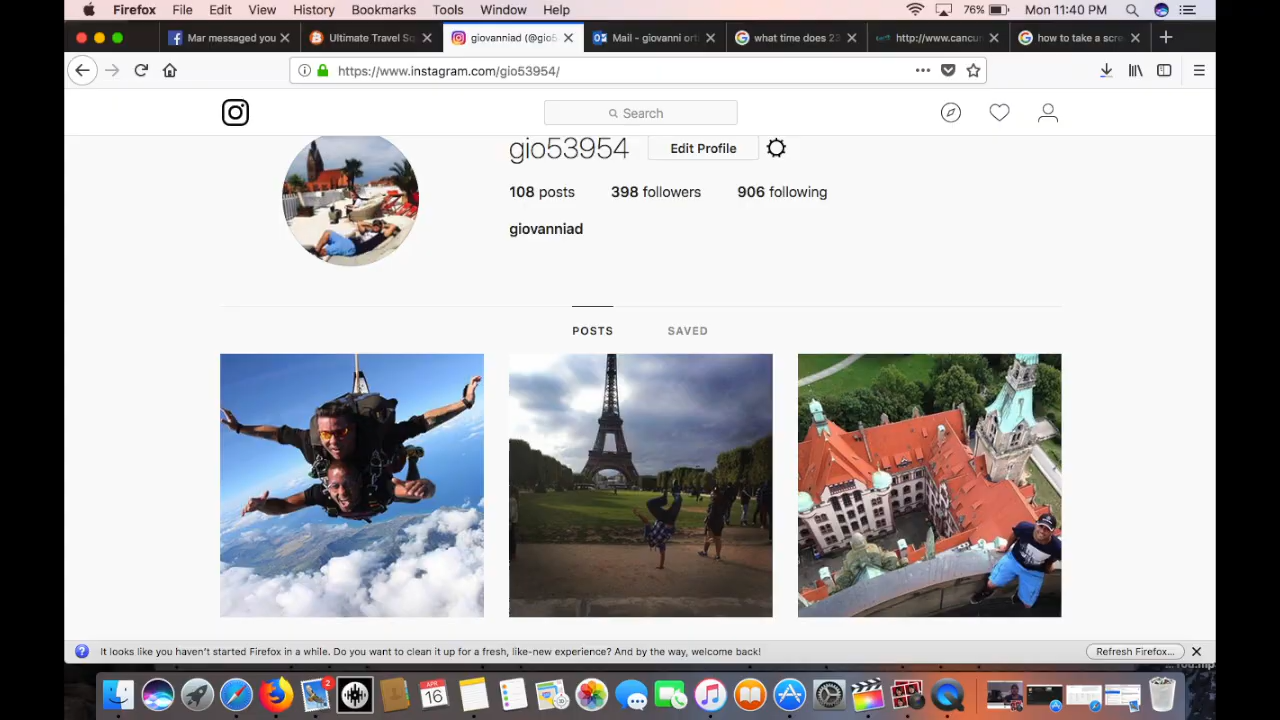 Firefox File Edit View History Bookmarks Tools Window Help 76% Mon 11:40 PM
Mar messaged you Ultimate Travel Sq giovanniad (@gio5 Mail - giovanni ort what time does 23 http://www.cancu how to take a scre
https://www.instagram.com/gio53954/
Search
gio53954 Edit Profile
108 posts 398 followers 906 following
giovanniad
POSTS SAVED
It looks like you haven't started Firefox in a while. Do you want to clean it up for a fresh, like-new experience? And by the way, welcome back! Refresh Firefox...
2
APR
16